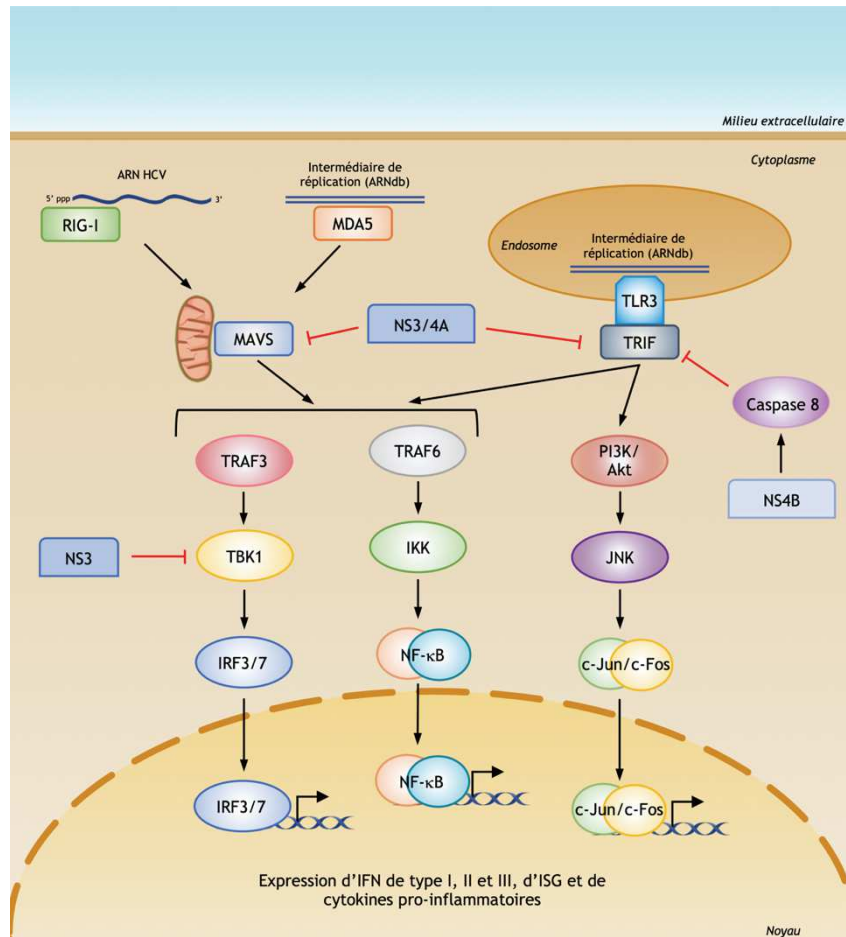 Milieu extracellulaire
Cytoplasme
ARN HCV
5' ppp
3'
RIG-I
Intermédiaire de
réplication (ARNdb)
MDA5
Endosome
Intermédiaire de
réplication (ARNdb)
TLR3
TRIF
MAVS
NS3/4A
Caspase 8
NS4B
TRAF3
TRAF6
PI3K/
Akt
NS3
TBK1
IKK
JNK
IRF3/7
NF-κB
c-Jun/c-Fos
IRF3/7
NF-κB
c-Jun/c-Fos
Expression d'IFN de type I, II et III, d'ISG et de
cytokines pro-inflammatoires
Noyau